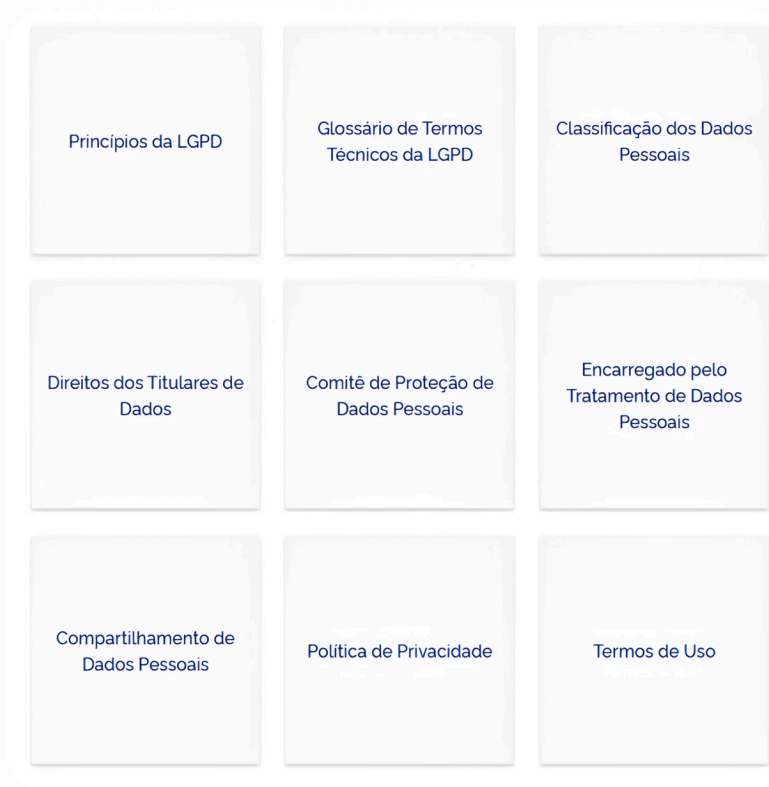 Princípios da LGPD
Glossário de Termos
Técnicos da LGPD
Classificação dos Dados
Pessoais
Direitos dos Titulares de
Dados
Comitê de Proteção de
Dados Pessoais
Encarregado pelo
Tratamento de Dados
Pessoais
Compartilhamento de
Dados Pessoais
Política de Privacidade
Termos de Uso